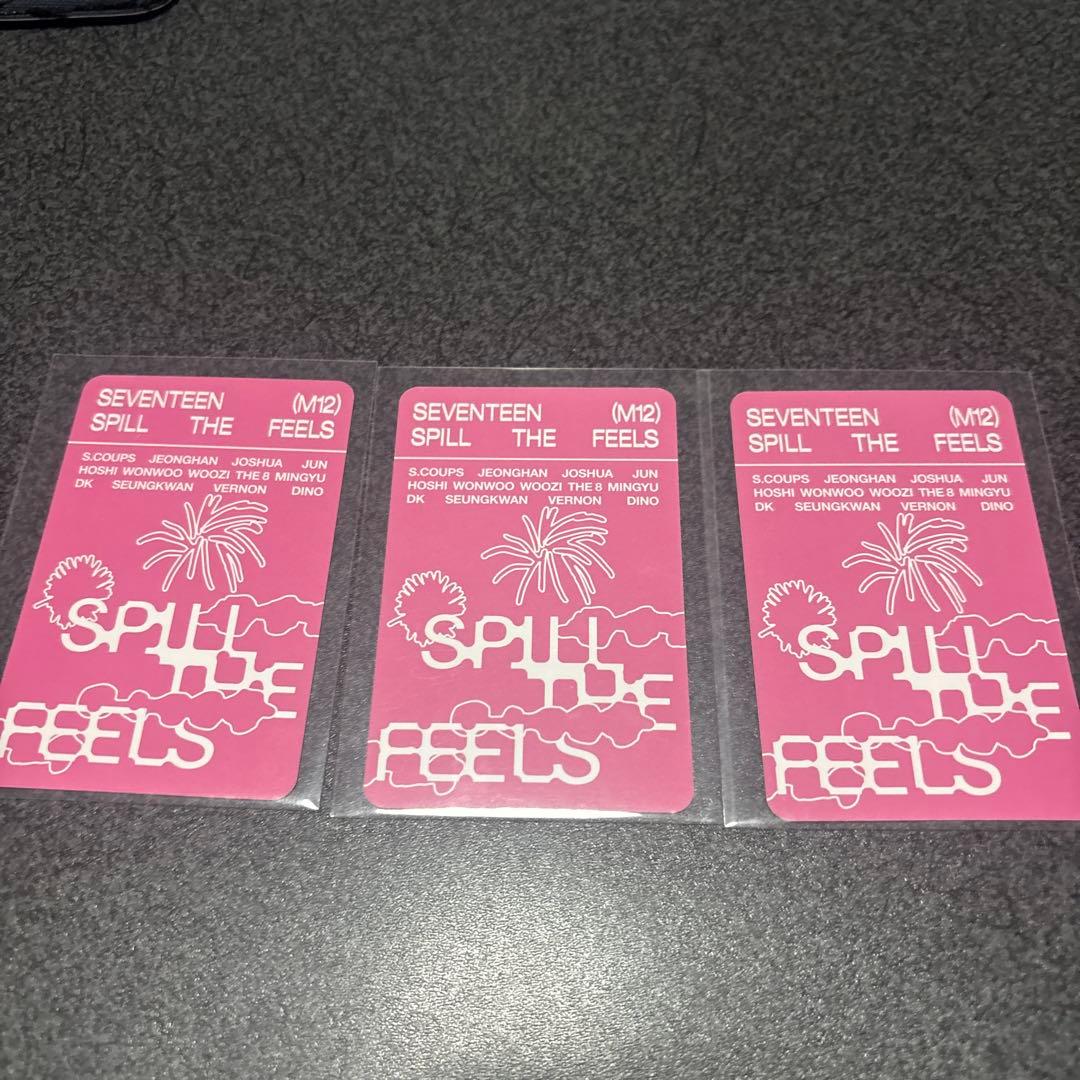 SEVENTEEN (M12)
SPILL THE FEELS
S.COUPS JEONGHAN JOSHUA JUN
HOSHI WONWOO WOOZI THE 8 MINGYU
DK SEUNGKWAN VERNON DINO
SPILL
THE
FEELS
SEVENTEEN (M12)
SPILL THE FEELS
S.COUPS JEONGHAN JOSHUA JUN
HOSHI WONWOO WOOZI THE 8 MINGYU
DK SEUNGKWAN VERNON DINO
SPILL
THE
FEELS
SEVENTEEN (M12)
SPILL THE FEELS
S.COUPS JEONGHAN JOSHUA JUN
HOSHI WONWOO WOOZI THE 8 MINGYU
DK SEUNGKWAN VERNON DINO
SPILL
THE
FEELS